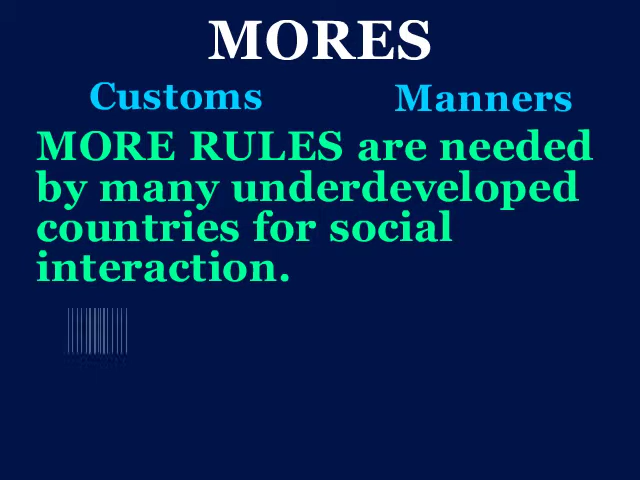 MORES
Customs Manners
MORE RULES are needed
by many underdeveloped
countries for social
interaction.